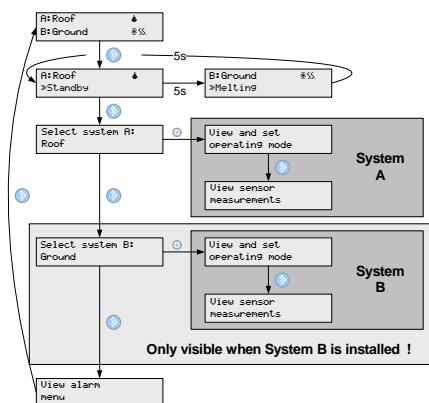 A:Roof
B:Ground
5s
A:Roof
»Standby
5s
B:Ground
»Melting
Select system A:
Roof
View and set
operating mode
View sensor
measurements
System
A
Select system B:
Ground
View and set
operating mode
View sensor
measurements
System
B
Only visible when System B is installed !
View alarm
menu